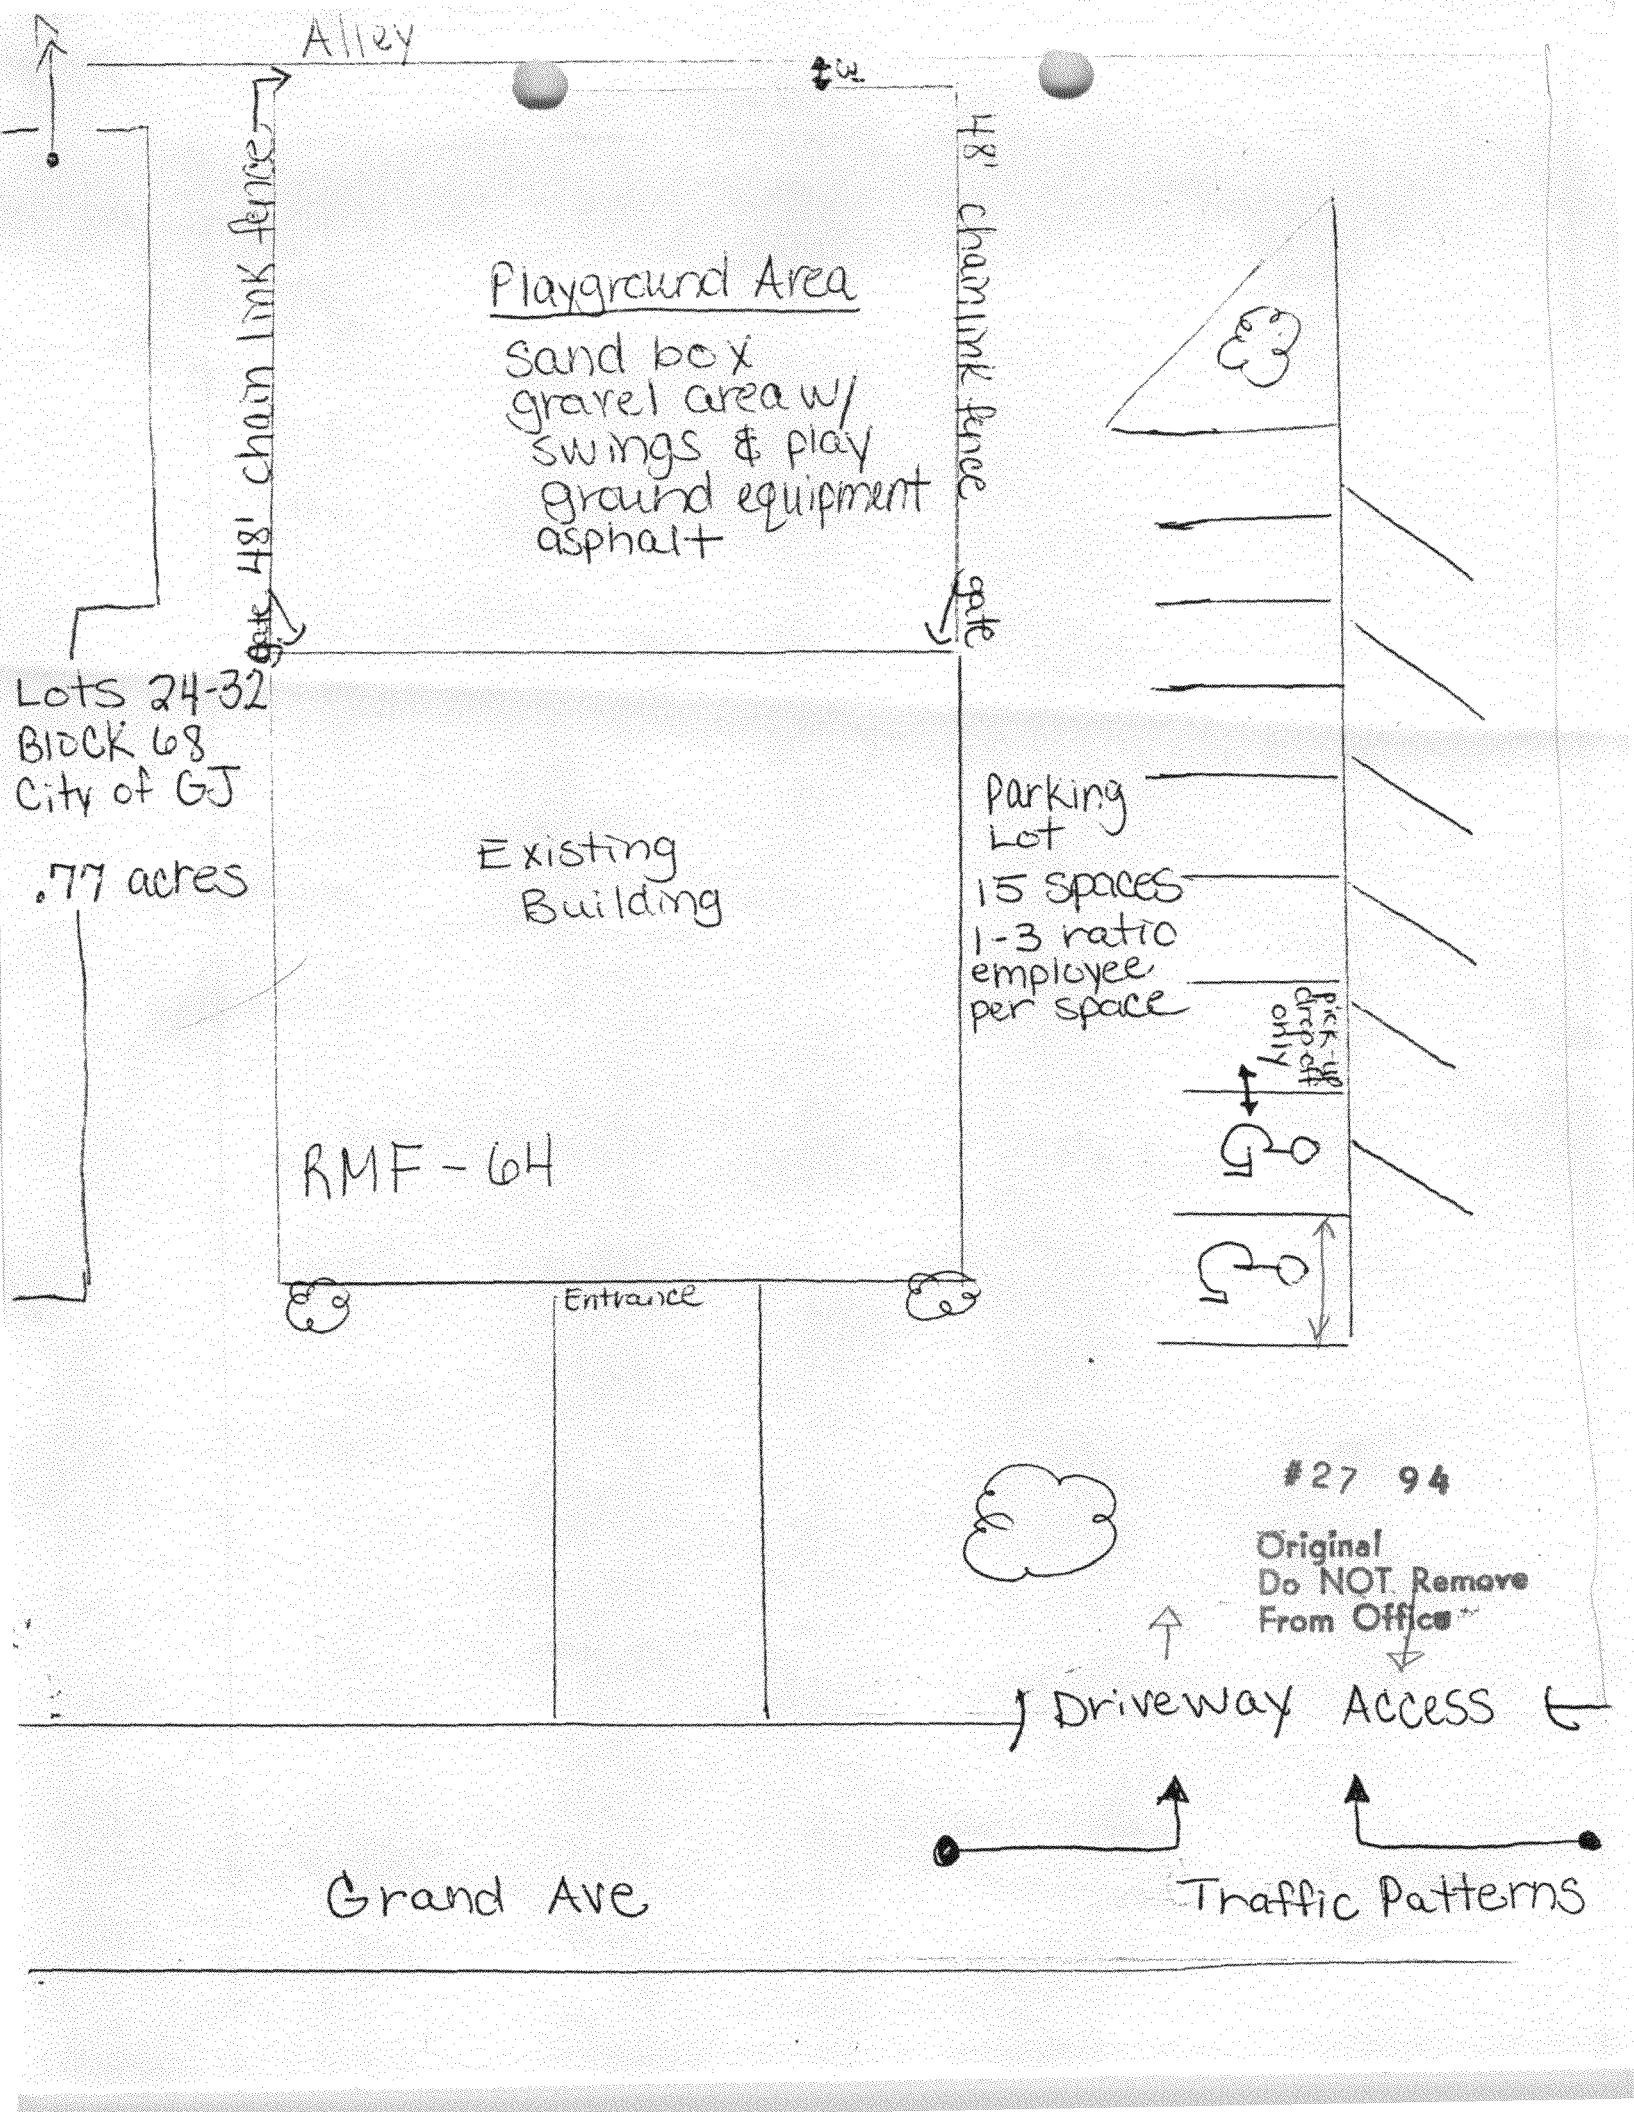 Alley
3'
48' chain link fence
48' chainlink fence
Playground Area
sand box
gravel area w/
swings & play
ground equipment
asphalt
gate
gate
Lots 24-32
Block 68
City of GJ
.77 acres
Existing
Building
Parking
Lot
15 spaces
1-3 ratio
employee
per space
pick-up
drop-off
only
RMF-64
Entrance
#27 94
Original
Do NOT Remove
From Office
Driveway Access
Grand Ave
Traffic Patterns